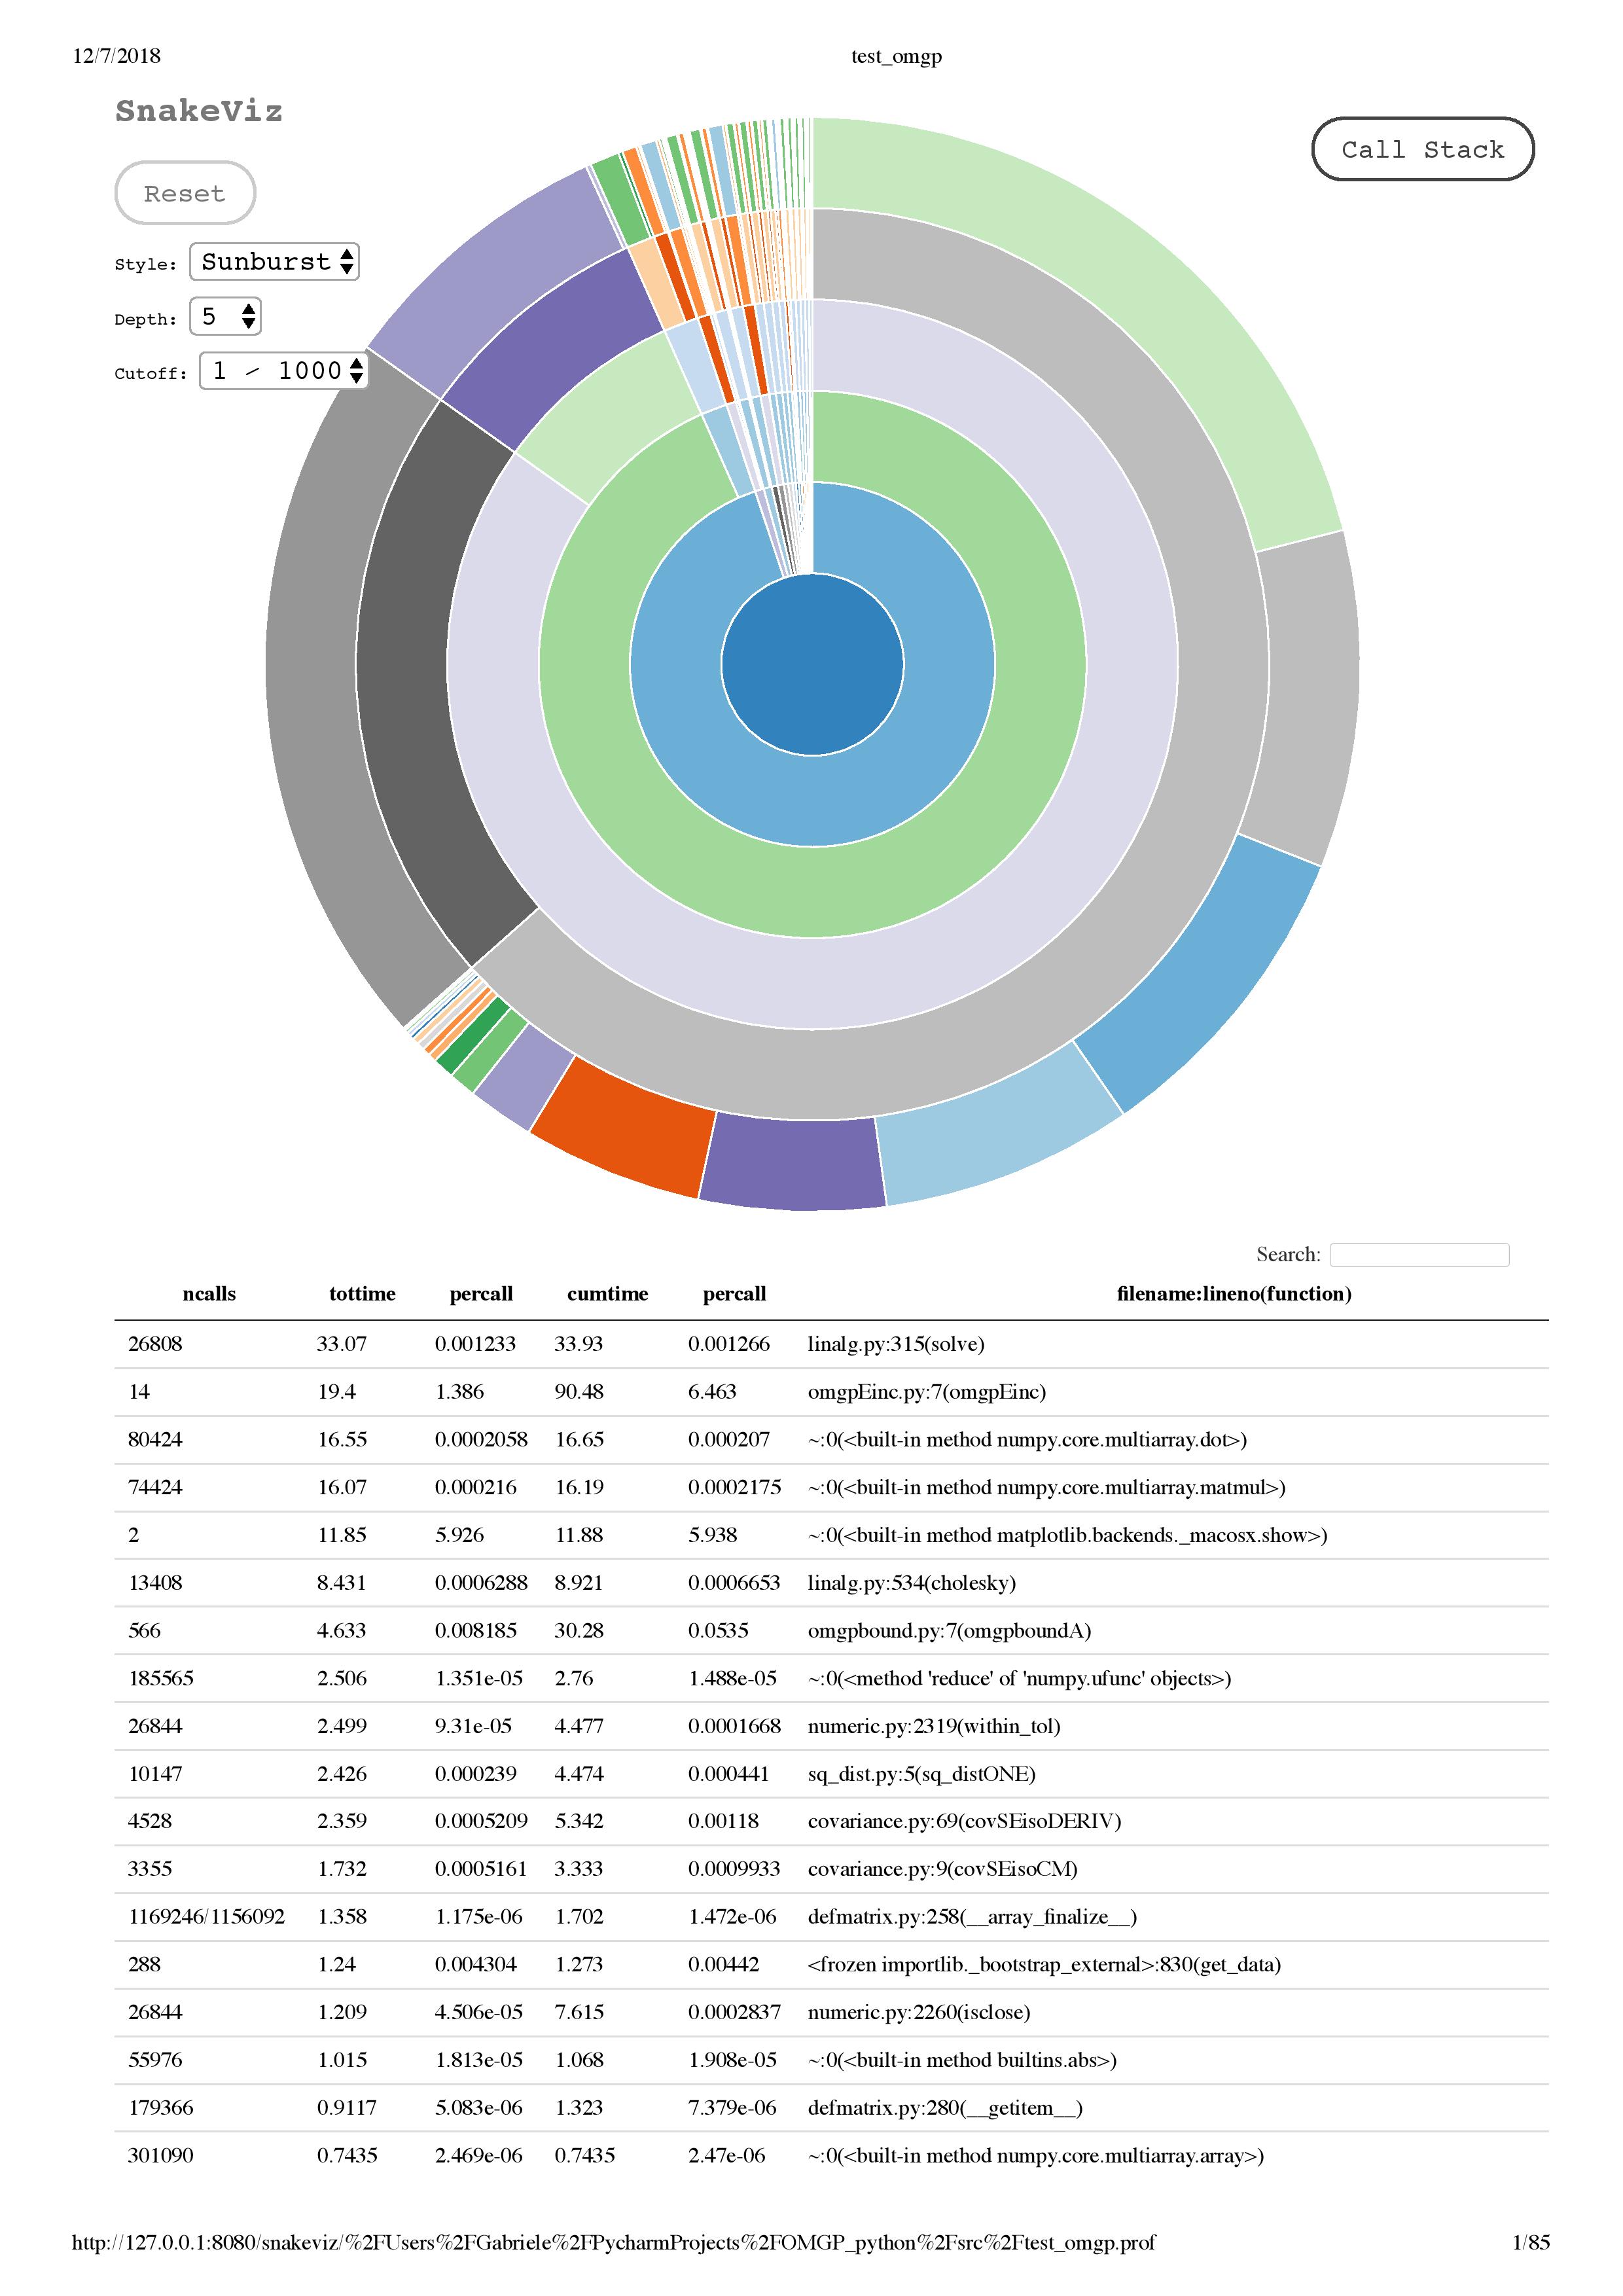 12/7/2018 test_omgp
SnakeViz
Call Stack
Reset
Style: Sunburst
Depth: 5
Cutoff: 1 / 1000
Search:
ncalls tottime percall cumtime percall filename:lineno(function)
26808 33.07 0.001233 33.93 0.001266 linalg.py:315(solve)
14 19.4 1.386 90.48 6.463 omgpEinc.py:7(omgpEinc)
80424 16.55 0.0002058 16.65 0.000207 ~:0(<built-in method numpy.core.multiarray.dot>)
74424 16.07 0.000216 16.19 0.0002175 ~:0(<built-in method numpy.core.multiarray.matmul>)
2 11.85 5.926 11.88 5.938 ~:0(<built-in method matplotlib.backends._macosx.show>)
13408 8.431 0.0006288 8.921 0.0006653 linalg.py:534(cholesky)
566 4.633 0.008185 30.28 0.0535 omgpbound.py:7(omgpboundA)
185565 2.506 1.351e-05 2.76 1.488e-05 ~:0(<method 'reduce' of 'numpy.ufunc' objects>)
26844 2.499 9.31e-05 4.477 0.0001668 numeric.py:2319(within_tol)
10147 2.426 0.000239 4.474 0.000441 sq_dist.py:5(sq_distONE)
4528 2.359 0.0005209 5.342 0.00118 covariance.py:69(covSEisoDERIV)
3355 1.732 0.0005161 3.333 0.0009933 covariance.py:9(covSEisoCM)
1169246/1156092 1.358 1.175e-06 1.702 1.472e-06 defmatrix.py:258(__array_finalize__)
288 1.24 0.004304 1.273 0.00442 <frozen importlib._bootstrap_external>:830(get_data)
26844 1.209 4.506e-05 7.615 0.0002837 numeric.py:2260(isclose)
55976 1.015 1.813e-05 1.068 1.908e-05 ~:0(<built-in method builtins.abs>)
179366 0.9117 5.083e-06 1.323 7.379e-06 defmatrix.py:280(__getitem__)
301090 0.7435 2.469e-06 0.7435 2.47e-06 ~:0(<built-in method numpy.core.multiarray.array>)
http://127.0.0.1:8080/snakeviz/%2FUsers%2FGabriele%2FPycharmProjects%2FOMGP_python%2Fsrc%2Ftest_omgp.prof 1/85